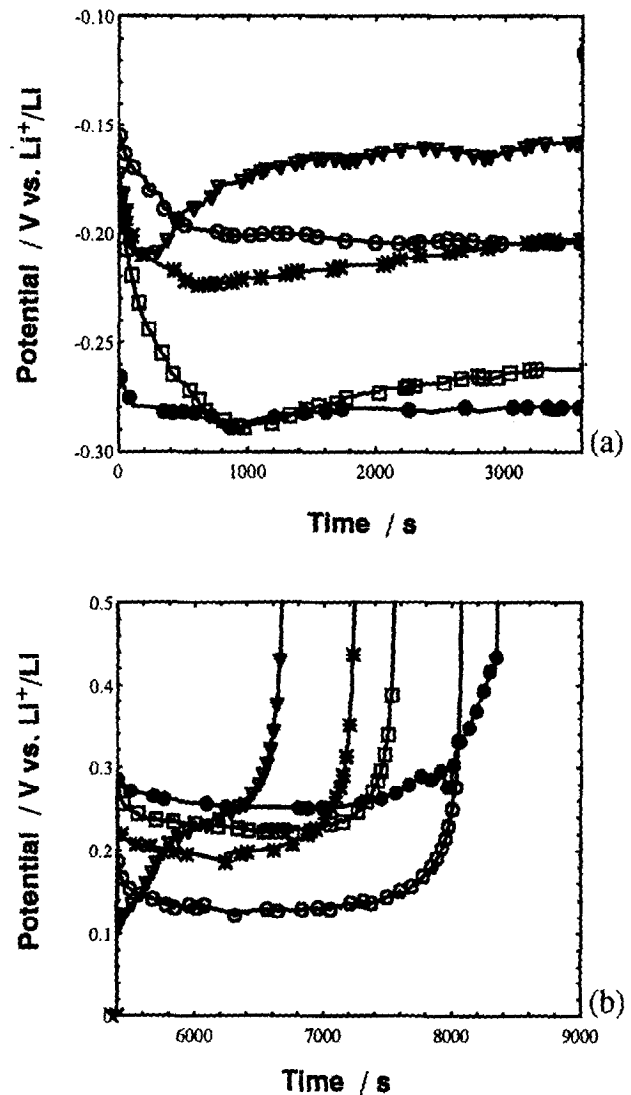 -0.10
-0.15
-0.20
-0.25
-0.30
Potential / V vs. Li⁺/Li
0 1000 2000 3000
(a)
Time / s
0.5
0.4
0.3
0.2
0.1
0
Potential / V vs. Li⁺/Li
6000 7000 8000 9000
(b)
Time / s